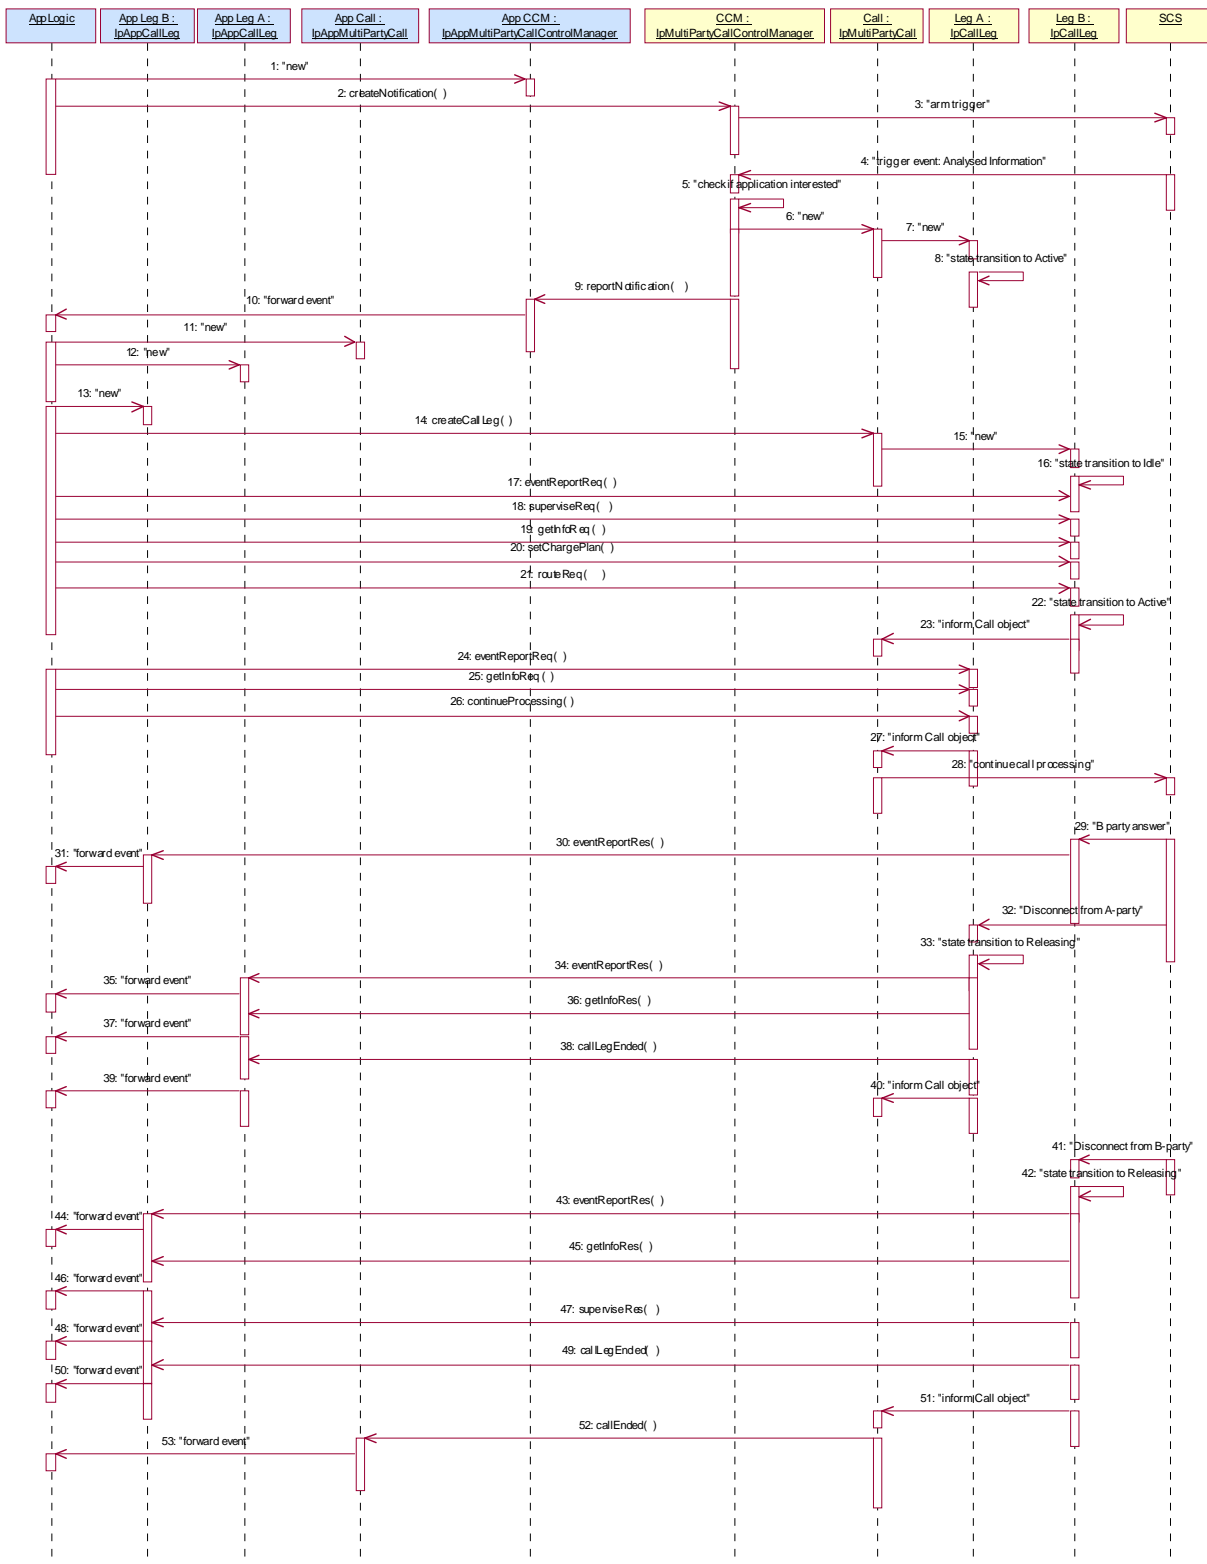 AppLogic
App Leg B :
IpAppCallLeg
App Leg A :
IpAppCallLeg
App Call :
IpAppMultiPartyCall
App CCM :
IpAppMultiPartyCallControlManager
CCM :
IpMultiPartyCallControlManager
Call :
IpMultiPartyCall
Leg A :
IpCallLeg
Leg B :
IpCallLeg
SCS
1: "new"
2: createNotification( )
3: "arm trigger"
4: "trigger event: Analysed Information"
5: "check if application interested"
6: "new"
7: "new"
8: "state transition to Active"
9: reportNotification( )
10: "forward event"
11: "new"
12: "new"
13: "new"
14: createCallLeg( )
15: "new"
16: "state transition to Idle"
17: eventReportReq( )
18: superviseReq( )
19: getInfoReq( )
20: setChargePlan( )
21: routeReq( )
22: "state transition to Active"
23: "inform Call object"
24: eventReportReq( )
25: getInfoReq( )
26: continueProcessing( )
27: "inform Call object"
28: "continue call processing"
29: "B party answer"
30: eventReportRes( )
31: "forward event"
32: "Disconnect from A-party"
33: "state transition to Releasing"
34: eventReportRes( )
35: "forward event"
36: getInfoRes( )
37: "forward event"
38: callLegEnded( )
39: "forward event"
40: "inform Call object"
41: "Disconnect from B-party"
42: "state transition to Releasing"
43: eventReportRes( )
44: "forward event"
45: getInfoRes( )
46: "forward event"
47: superviseRes( )
48: "forward event"
49: callLegEnded( )
50: "forward event"
51: "inform Call object"
52: callEnded( )
53: "forward event"